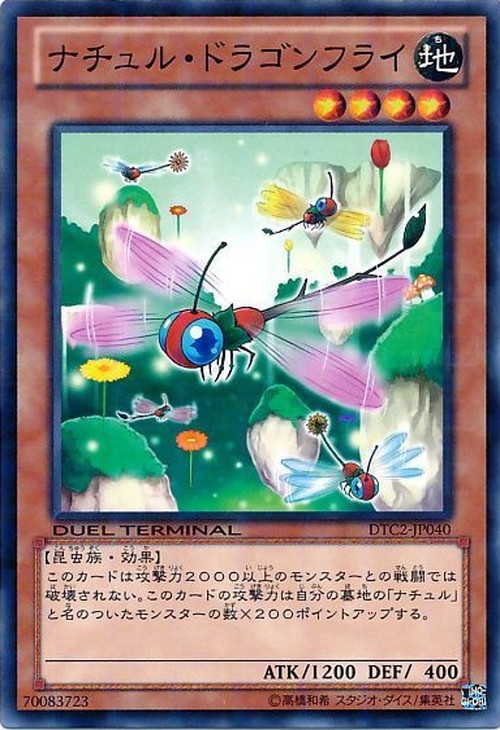 ナチュル・ドラゴンフライ
地
DUEL TERMINAL
DTC2-JP040
【昆虫族・効果】
このカードは攻撃力2000以上のモンスターとの戦闘では
破壊されない。このカードの攻撃力は自分の墓地の「ナチュル」
と名のついたモンスターの数×200ポイントアップする。
ATK/1200 DEF/ 400
70083723
©高橋和希 スタジオ・ダイス/集英社